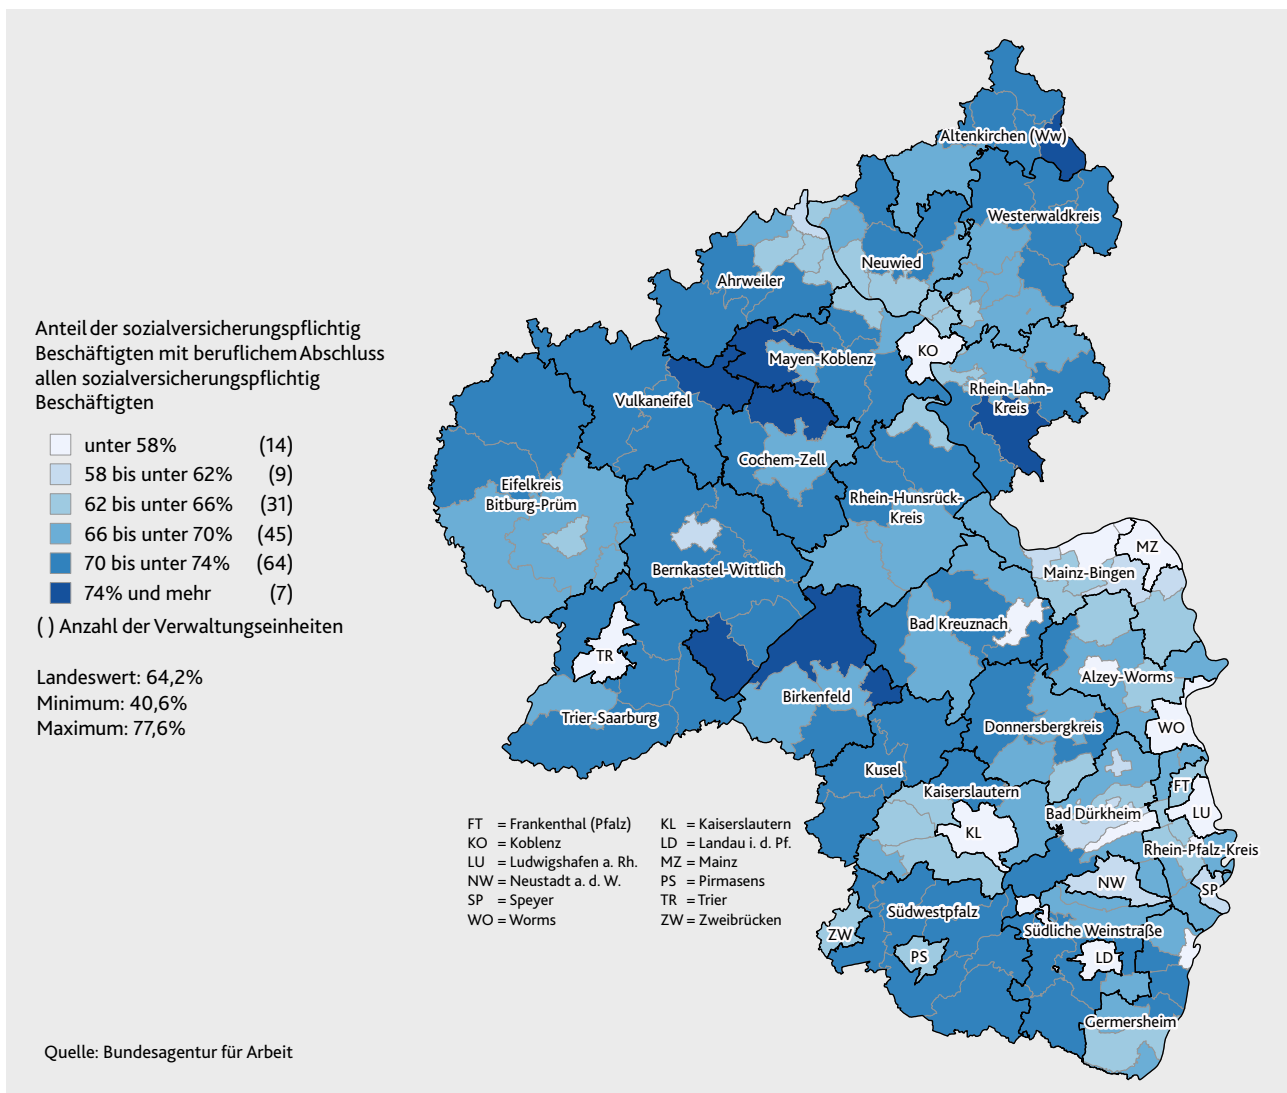 Altenkirchen (Ww)
Westerwaldkreis
Neuwied
Ahrweiler
Anteil der sozialversicherungspflichtig
Beschäftigten mit beruflichem Abschluss
allen sozialversicherungspflichtig
Beschäftigten
unter 58% (14)
58 bis unter 62% (9)
62 bis unter 66% (31)
66 bis unter 70% (45)
70 bis unter 74% (64)
74% und mehr (7)
( ) Anzahl der Verwaltungseinheiten
Landeswert: 64,2%
Minimum: 40,6%
Maximum: 77,6%
KO
Mayen-Koblenz
Rhein-Lahn-
Kreis
Vulkaneifel
Cochem-Zell
Eifelkreis
Bitburg-Prüm
Rhein-Hunsrück-
Kreis
MZ
Mainz-Bingen
Bernkastel-Wittlich
Bad Kreuznach
TR
Alzey-Worms
Birkenfeld
Trier-Saarburg
Donnersbergkreis
WO
Kusel
Kaiserslautern
FT
Bad Dürkheim
LU
KL
Rhein-Pfalz-Kreis
NW
SP
Südwestpfalz
Südliche Weinstraße
ZW
PS
LD
Germersheim
FT = Frankenthal (Pfalz)
KO = Koblenz
LU = Ludwigshafen a. Rh.
NW = Neustadt a. d. W.
SP = Speyer
WO = Worms
KL = Kaiserslautern
LD = Landau i. d. Pf.
MZ = Mainz
PS = Pirmasens
TR = Trier
ZW = Zweibrücken
Quelle: Bundesagentur für Arbeit